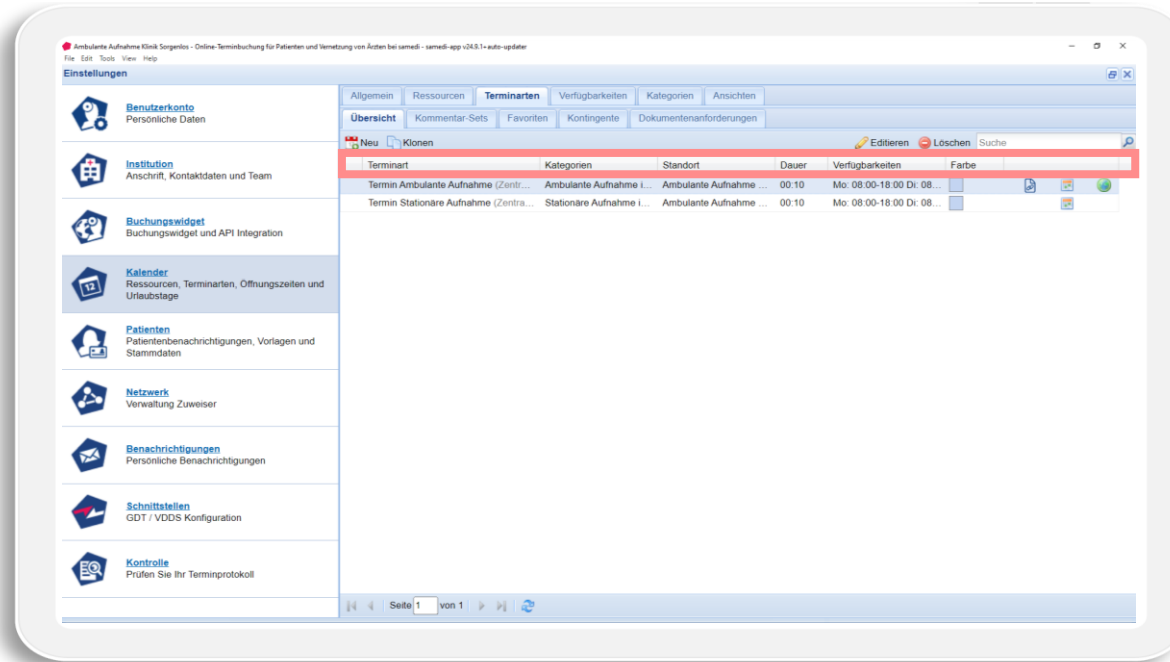 Ambulante Aufnahme Klinik Sorgenlos - Online-Terminbuchung für Patienten und Vernetzung von Ärzten bei samedi - samedi-app v24.9.1+auto-updater
File Edit Tools View Help
Einstellungen
Benutzerkonto
Persönliche Daten
Institution
Anschrift, Kontaktdaten und Team
Buchungswidget
Buchungswidget und API Integration
12
Kalender
Ressourcen, Terminarten, Öffnungszeiten und
Urlaubstage
Patienten
Patientenbenachrichtigungen, Vorlagen und
Stammdaten
Netzwerk
Verwaltung Zuweiser
Benachrichtigungen
Persönliche Benachrichtigungen
Schnittstellen
GDT / VDDS Konfiguration
Kontrolle
Prüfen Sie Ihr Terminprotokoll
Allgemein Ressourcen Terminarten Verfügbarkeiten Kategorien Ansichten
Übersicht Kommentar-Sets Favoriten Kontingente Dokumentenanforderungen
Neu Klonen Editieren Löschen Suche
Terminart Kategorien Standort Dauer Verfügbarkeiten Farbe
Termin Ambulante Aufnahme (Zentr... Ambulante Aufnahme i... Ambulante Aufnahme ... 00:10 Mo: 08:00-18:00 Di: 08...
Termin Stationäre Aufnahme (Zentra... Stationäre Aufnahme i... Ambulante Aufnahme ... 00:10 Mo: 08:00-18:00 Di: 08...
Seite 1 von 1